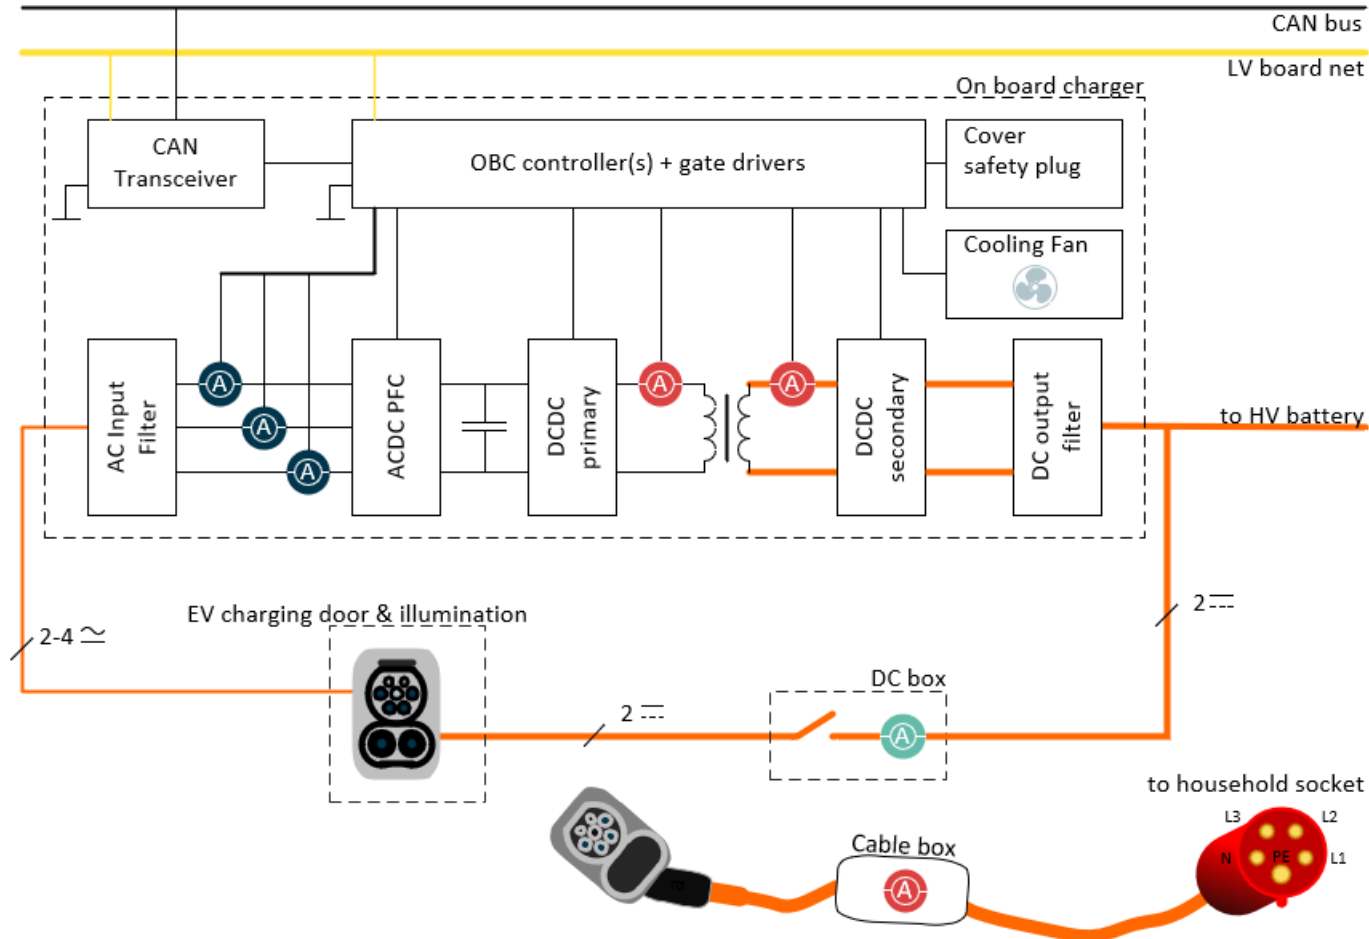 CAN bus
LV board net
On board charger
CAN
Transceiver
OBC controller(s) + gate drivers
Cover
safety plug
Cooling Fan
AC Input
Filter
A
A
A
ACDC PFC
DCDC
primary
A
A
DCDC
secondary
DC output
filter
to HV battery
2-4
EV charging door & illumination
2
2
DC box
A
to household socket
L3
L2
N
PE
L1
Cable box
A